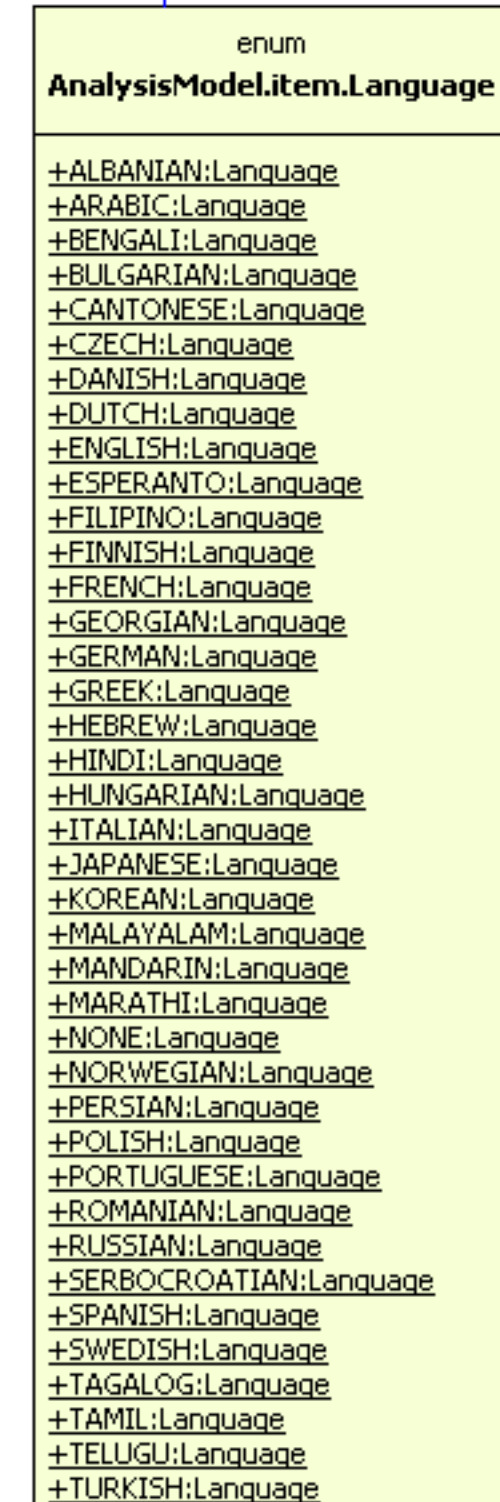 enum
AnalysisModel.item.Language
+ALBANIAN:Language
+ARABIC:Language
+BENGALI:Language
+BULGARIAN:Language
+CANTONESE:Language
+CZECH:Language
+DANISH:Language
+DUTCH:Language
+ENGLISH:Language
+ESPERANTO:Language
+FILIPINO:Language
+FINNISH:Language
+FRENCH:Language
+GEORGIAN:Language
+GERMAN:Language
+GREEK:Language
+HEBREW:Language
+HINDI:Language
+HUNGARIAN:Language
+ITALIAN:Language
+JAPANESE:Language
+KOREAN:Language
+MALAYALAM:Language
+MANDARIN:Language
+MARATHI:Language
+NONE:Language
+NORWEGIAN:Language
+PERSIAN:Language
+POLISH:Language
+PORTUGUESE:Language
+ROMANIAN:Language
+RUSSIAN:Language
+SERBOCROATIAN:Language
+SPANISH:Language
+SWEDISH:Language
+TAGALOG:Language
+TAMIL:Language
+TELUGU:Language
+TURKISH:Language